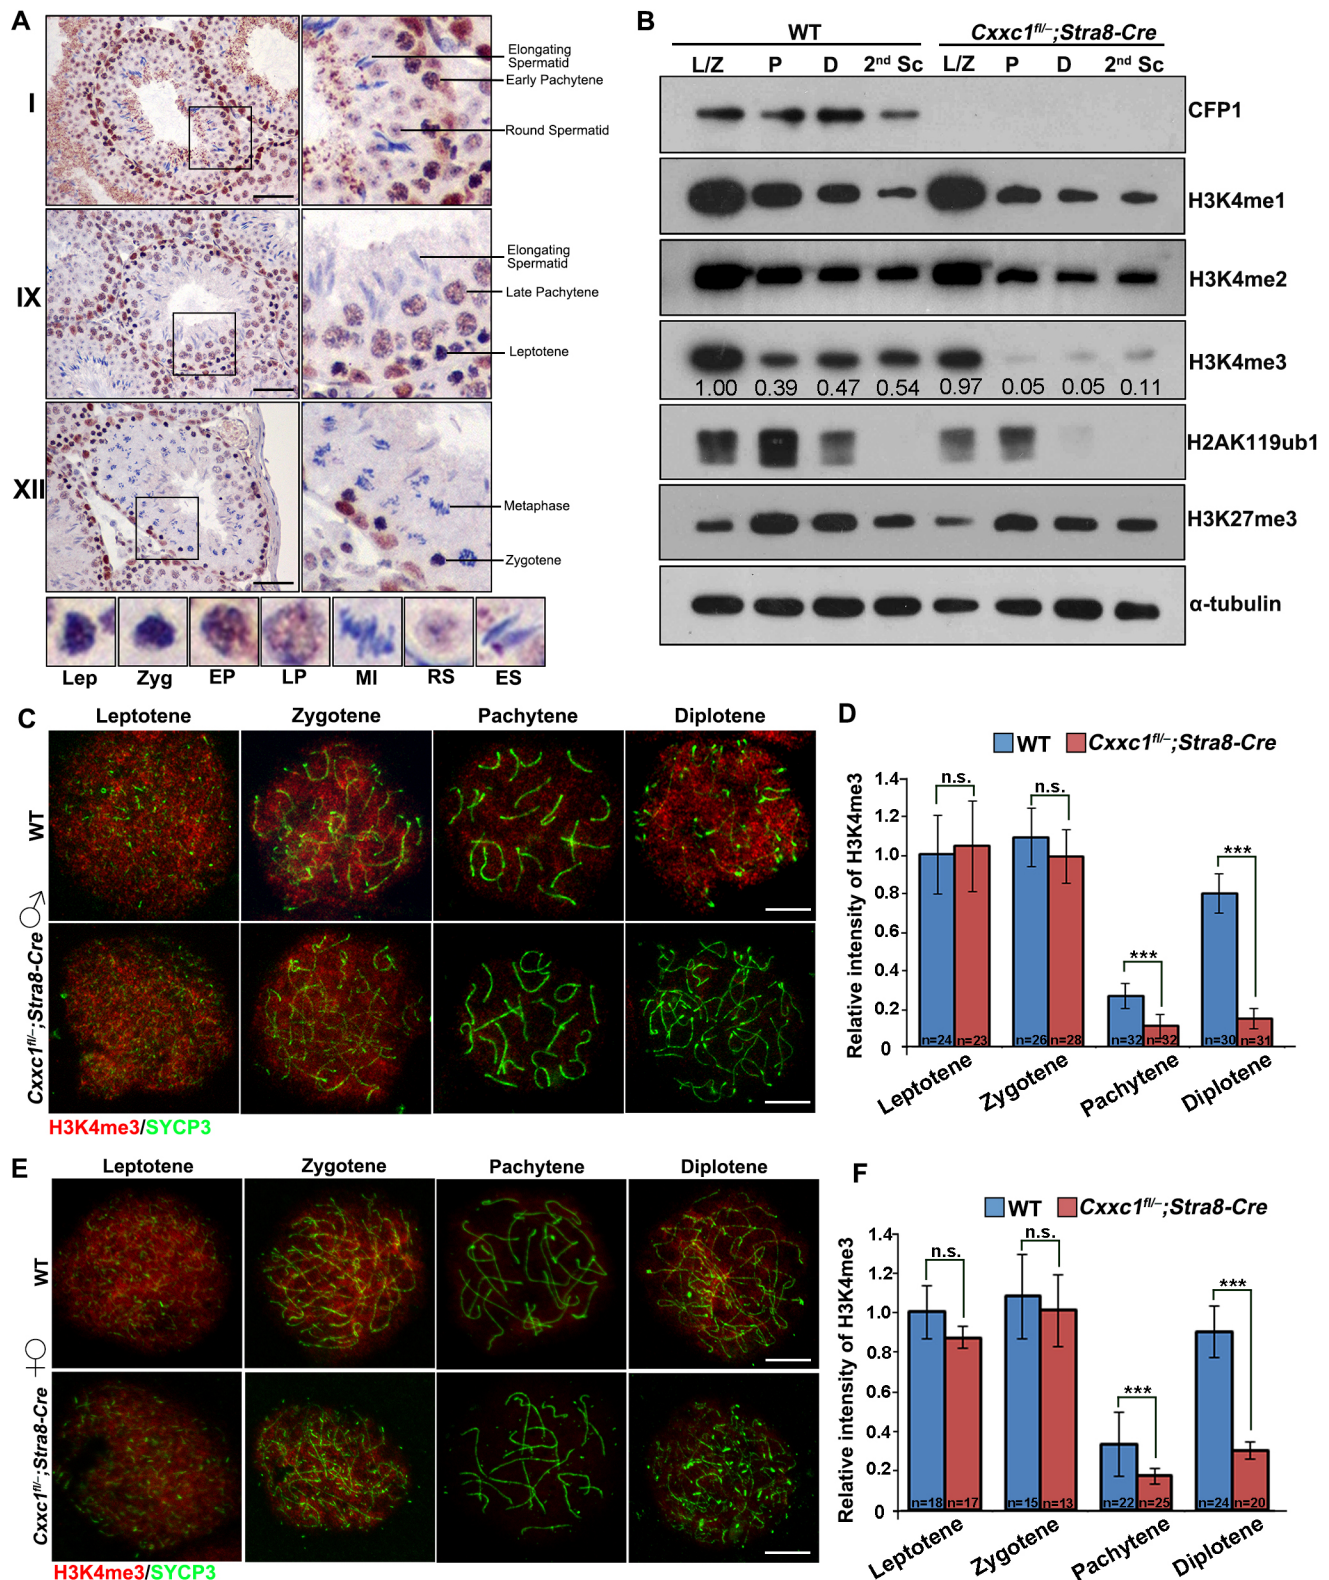 A
I
Elongating
Spermatid
Early Pachytene
Round Spermatid
IX
Elongating
Spermatid
Late Pachytene
Leptotene
XII
Metaphase
Zygotene
Lep Zyg EP LP MI RS ES
B
WT Cxxc1fl/–;Stra8-Cre
L/Z P D 2nd Sc L/Z P D 2nd Sc
CFP1
H3K4me1
H3K4me2
H3K4me3
1.00 0.39 0.47 0.54 0.97 0.05 0.05 0.11
H2AK119ub1
H3K27me3
α-tubulin
C
Leptotene Zygotene Pachytene Diplotene
WT
♂
Cxxc1fl/–;Stra8-Cre
H3K4me3/SYCP3
D
WT Cxxc1fl/–;Stra8-Cre
Relative intensity of H3K4me3
1.4
1.2
1.0
0.8
0.6
0.4
0.2
0
n.s. n.s. *** ***
n=24 n=23 n=26 n=28 n=32 n=32 n=30 n=31
Leptotene Zygotene Pachytene Diplotene
E
Leptotene Zygotene Pachytene Diplotene
WT
♀
Cxxc1fl/–;Stra8-Cre
H3K4me3/SYCP3
F
WT Cxxc1fl/–;Stra8-Cre
Relative intensity of H3K4me3
1.4
1.2
1.0
0.8
0.6
0.4
0.2
0
n.s. n.s. *** ***
n=18 n=17 n=15 n=13 n=22 n=25 n=24 n=20
Leptotene Zygotene Pachytene Diplotene